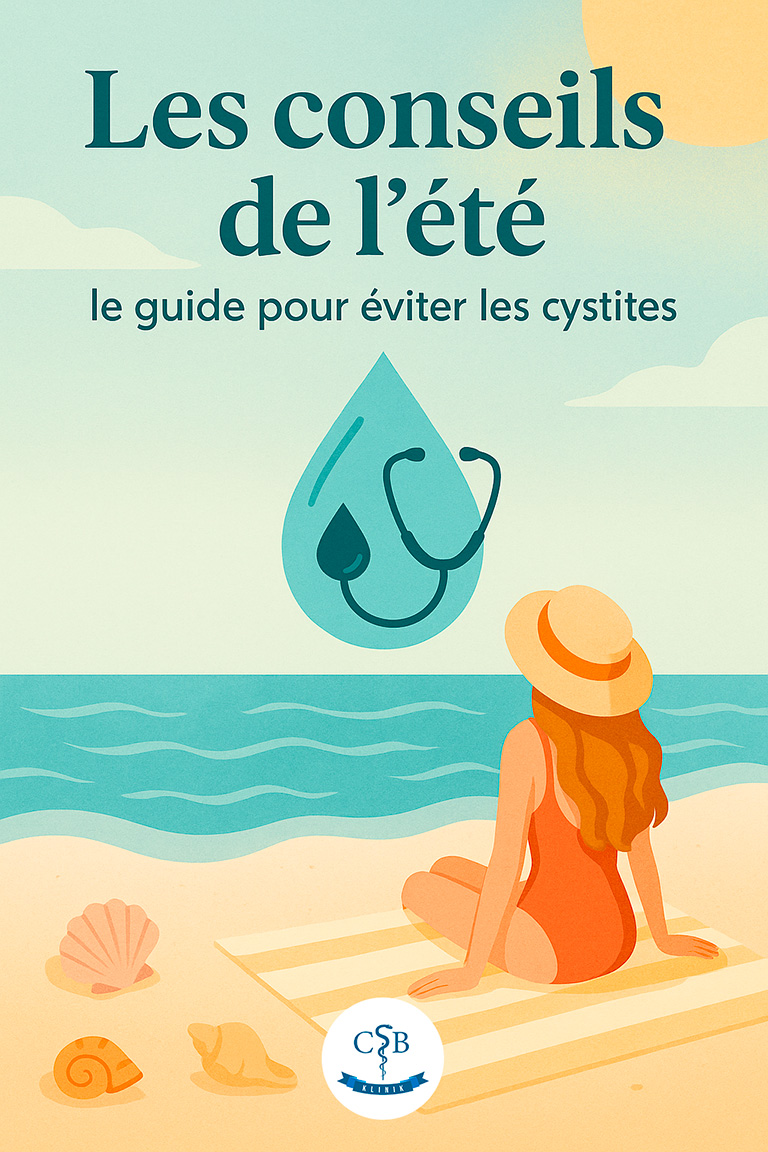 Les conseils
de l’été
le guide pour éviter les cystites
CSB
KLINIK